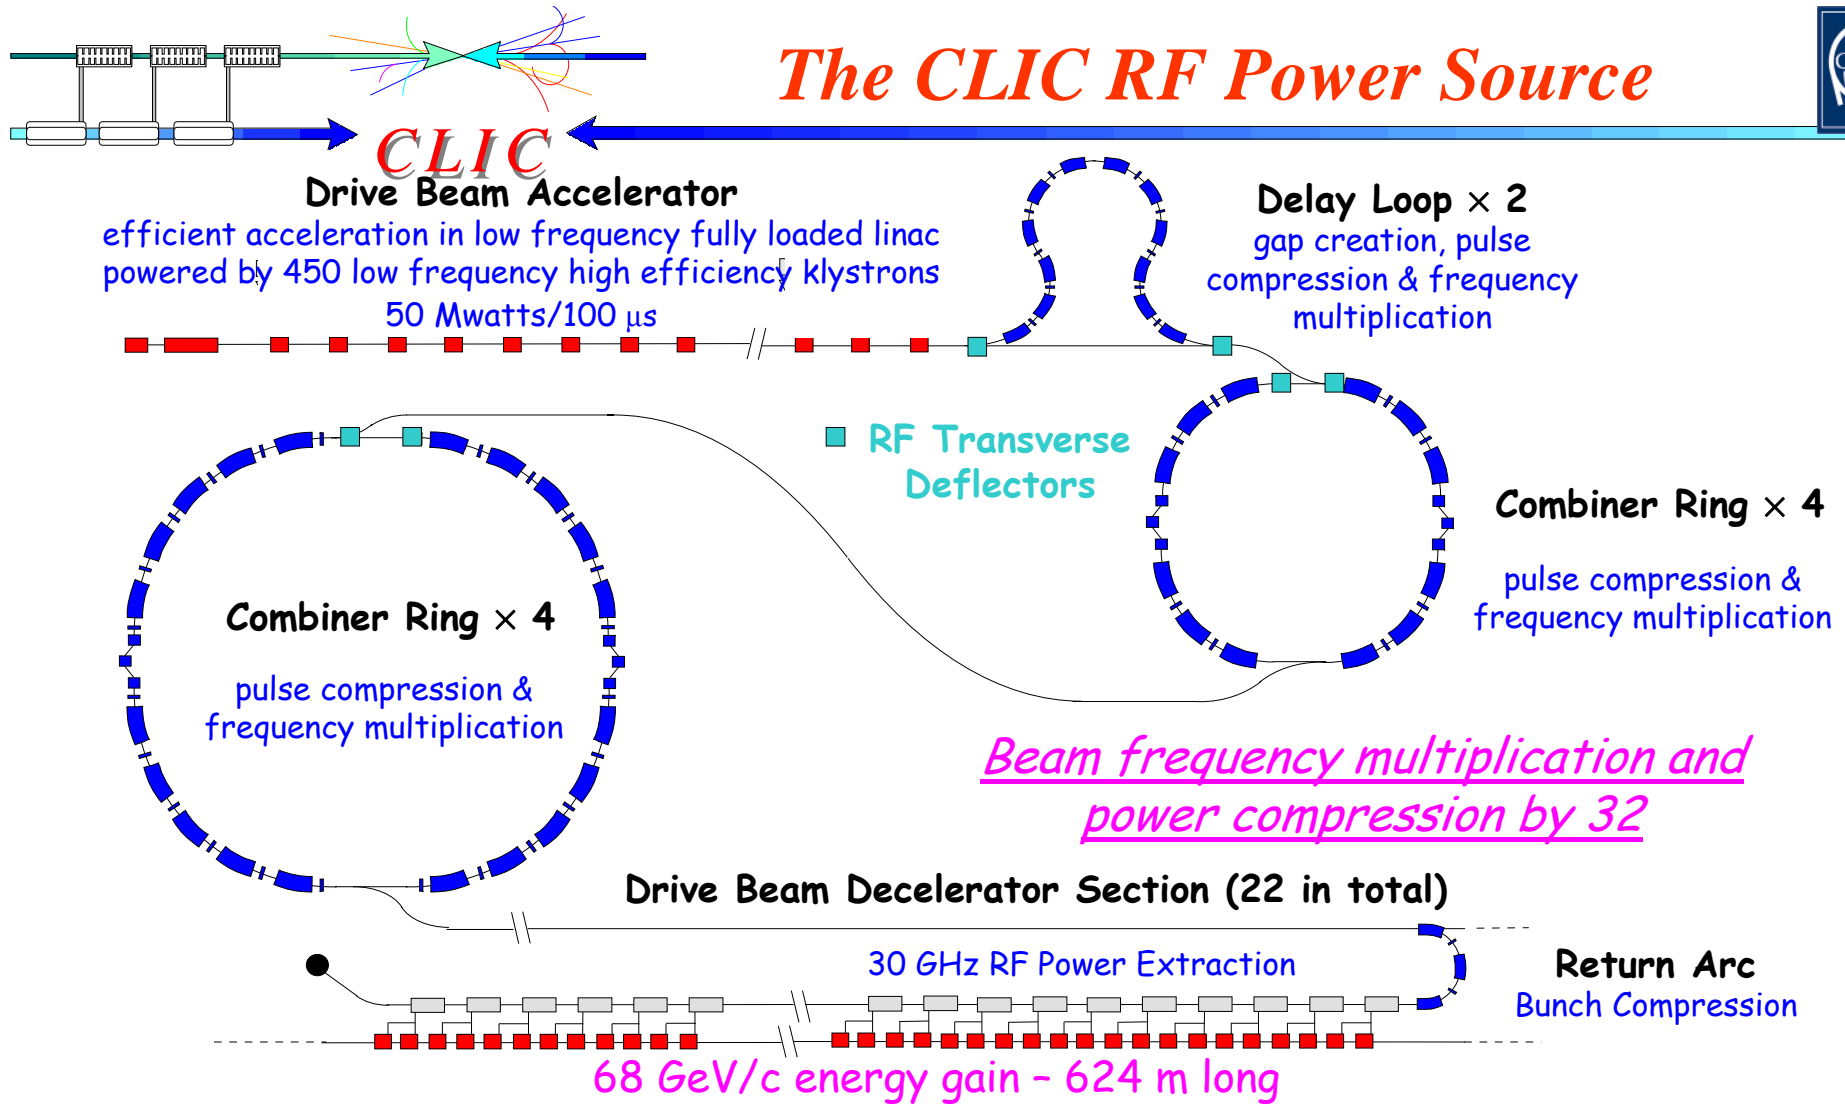 The CLIC RF Power Source
CLIC
Drive Beam Accelerator
efficient acceleration in low frequency fully loaded linac
powered by 450 low frequency high efficiency klystrons
50 Mwatts/100 μs
Delay Loop × 2
gap creation, pulse
compression & frequency
multiplication
RF Transverse
Deflectors
Combiner Ring × 4
pulse compression &
frequency multiplication
Combiner Ring × 4
pulse compression &
frequency multiplication
Beam frequency multiplication and
power compression by 32
Drive Beam Decelerator Section (22 in total)
30 GHz RF Power Extraction
Return Arc
Bunch Compression
68 GeV/c energy gain – 624 m long